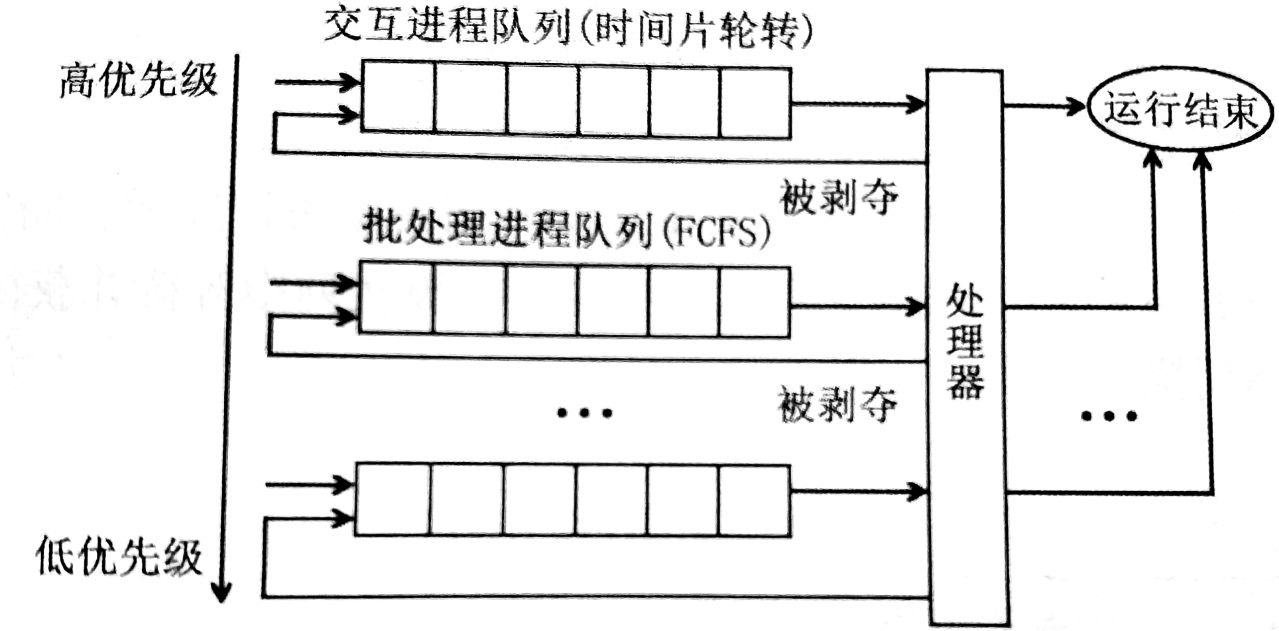 交互进程队列(时间片轮转)
高优先级
运行结束
被剥夺
批处理进程队列(FCFS)
处理器
被剥夺
...
...
低优先级